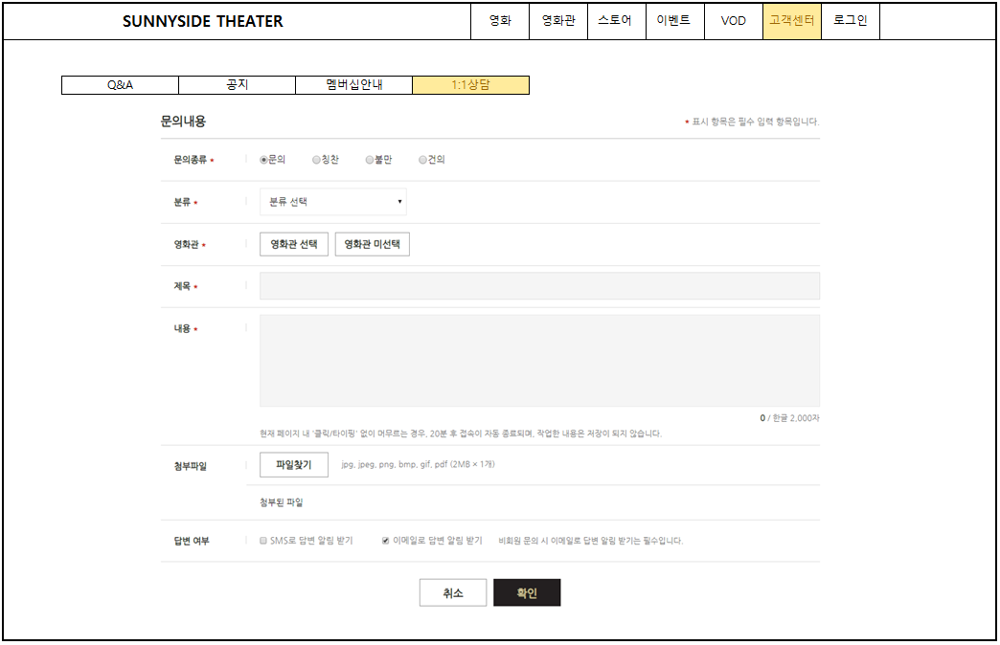 SUNNYSIDE THEATER 영화 영화관 스토어 이벤트 VOD 고객센터 로그인
Q&A 공지 멤버십안내 1:1상담
문의내용 * 표시 항목은 필수 입력 항목입니다.
문의종류 * 문의 칭찬 불만 건의
분류 * 분류 선택
영화관 * 영화관 선택 영화관 미선택
제목 *
내용 *
0 / 한글 2,000자
현재 페이지 내 '클릭/타이핑' 없이 머무르는 경우, 20분 후 접속이 자동 종료되며, 작업한 내용은 저장이 되지 않습니다.
첨부파일 파일찾기 jpg, jpeg, png, bmp, gif, pdf (2MB × 1개)
첨부된 파일
답변 여부 SMS로 답변 알림 받기 이메일로 답변 알림 받기 비회원 문의 시 이메일로 답변 알림 받기는 필수입니다.
취소 확인